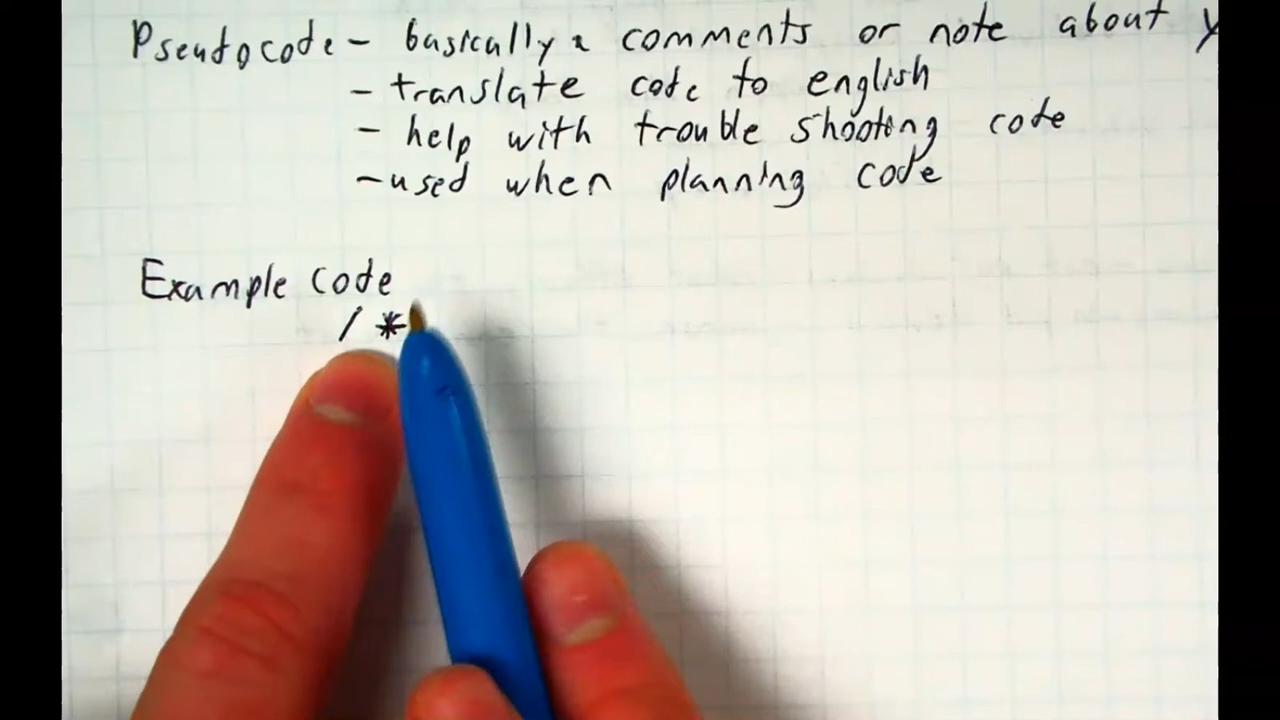 Pseudocode - basically a comments or note about y
- translate code to english
- help with trouble shooting code
- used when planning code
Example code
/ *